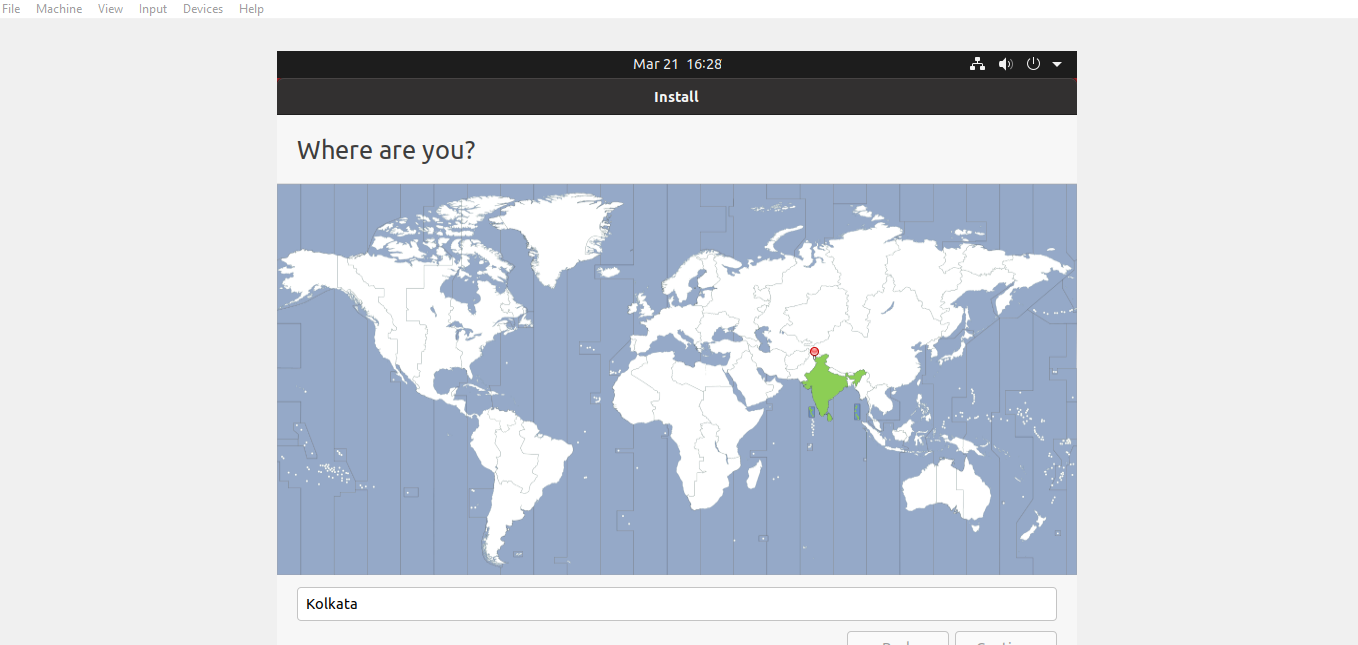 File Machine View Input Devices Help
Mar 21 16:28
Install
Where are you?
Kolkata